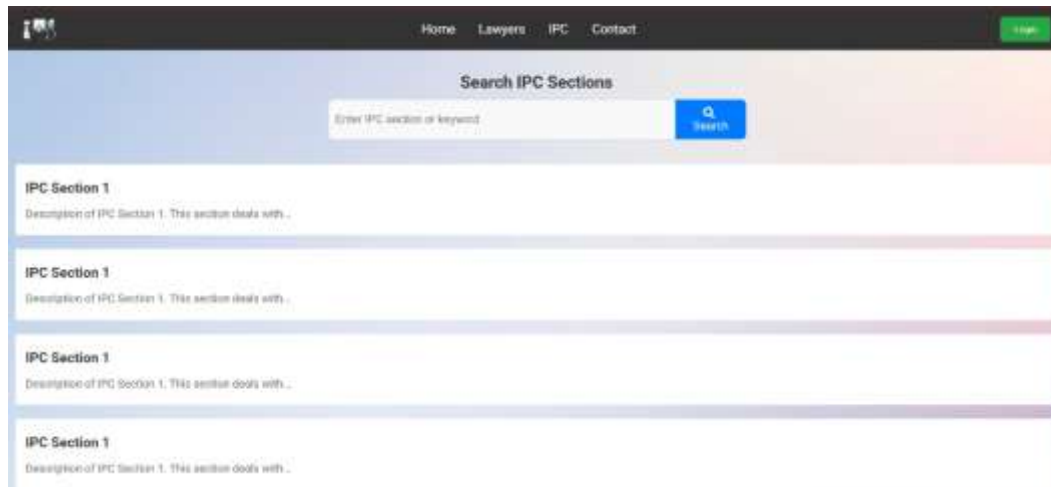 Home Lawyers IPC Contact
Login
Search IPC Sections
Enter IPC section or keyword
Search
IPC Section 1
Description of IPC Section 1. This section deals with...
IPC Section 1
Description of IPC Section 1. This section deals with...
IPC Section 1
Description of IPC Section 1. This section deals with...
IPC Section 1
Description of IPC Section 1. This section deals with...